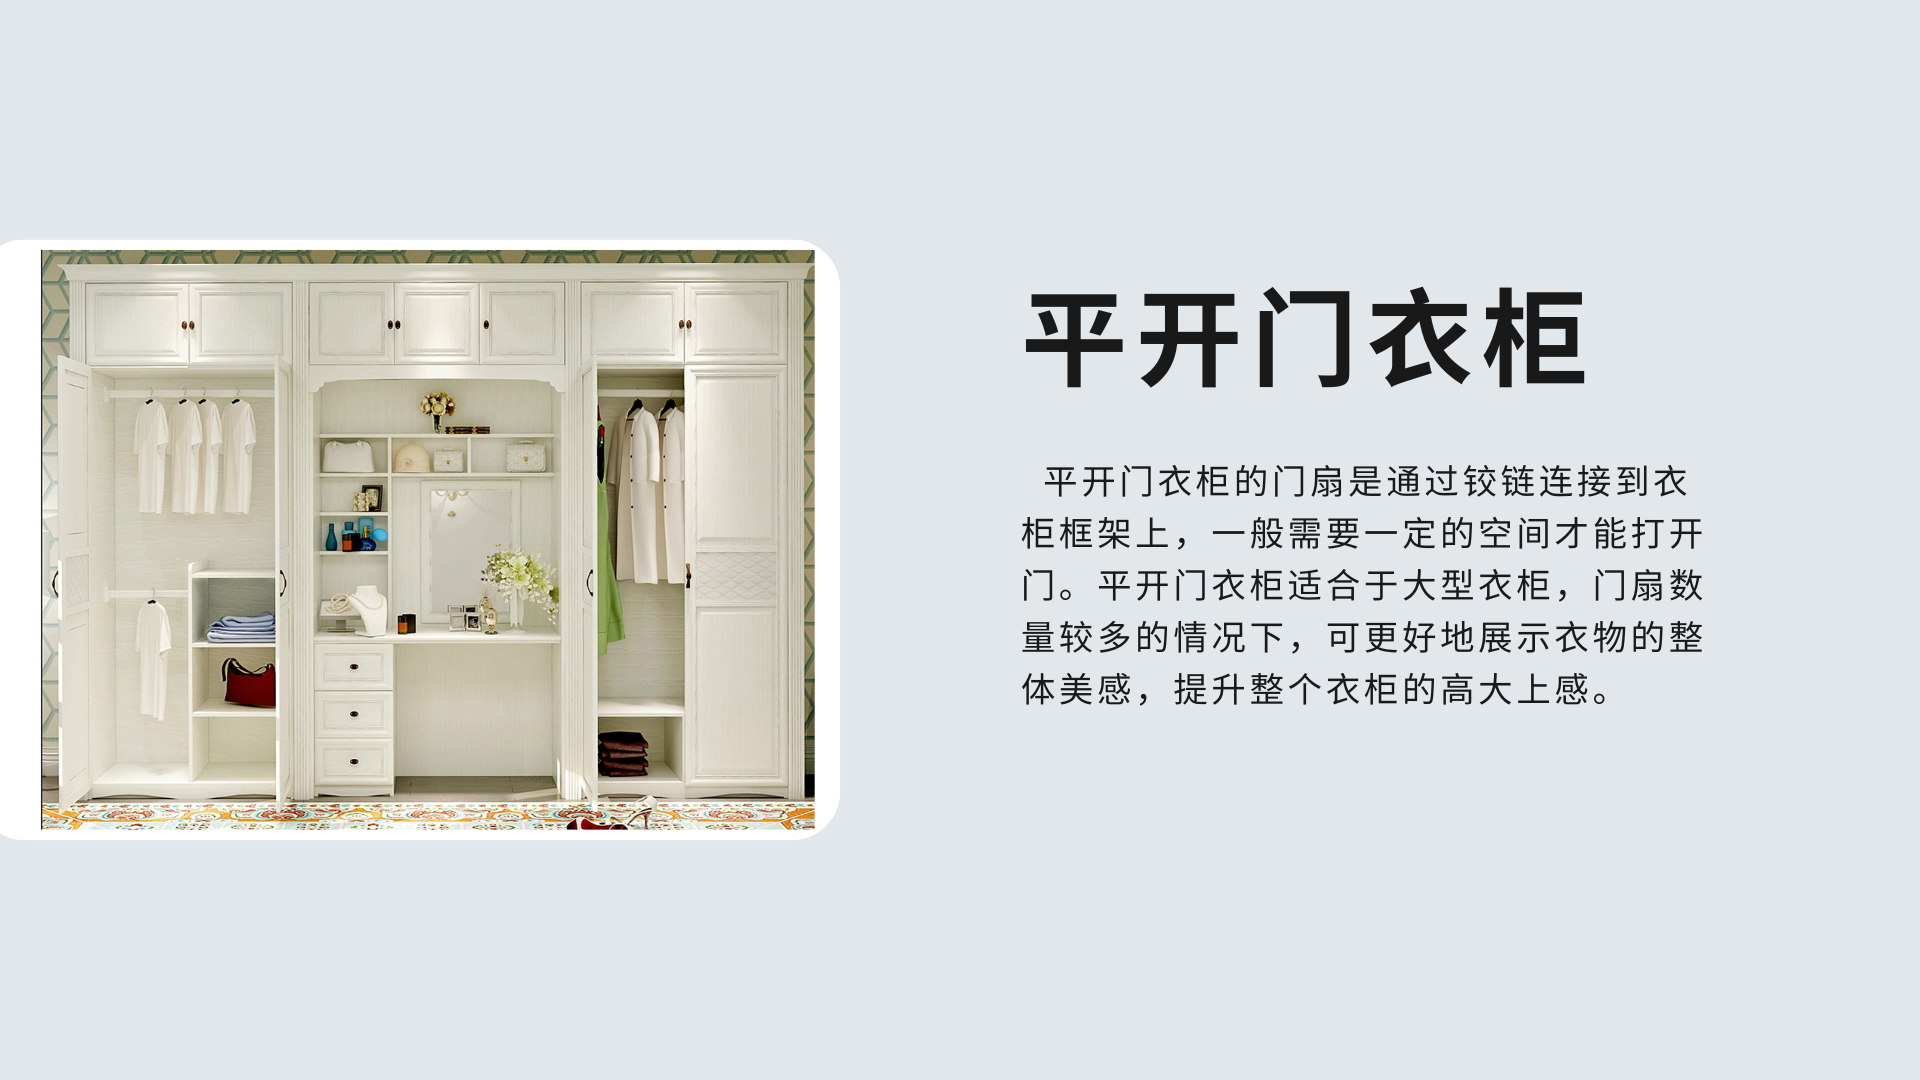 平开门衣柜
平开门衣柜的门扇是通过铰链连接到衣
柜框架上，一般需要一定的空间才能打开
门。平开门衣柜适合于大型衣柜，门扇数
量较多的情况下，可更好地展示衣物的整
体美感，提升整个衣柜的高大上感。